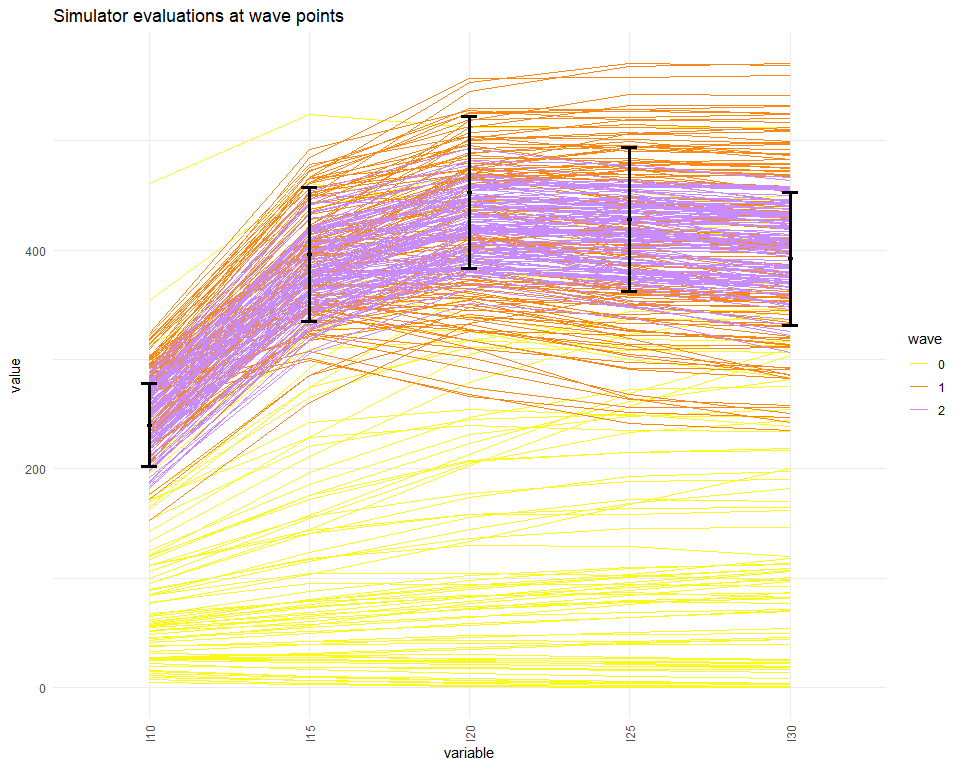 Simulator evaluations at wave points
value
400
200
0
I10
I15
I20
I25
I30
variable
wave
0
1
2